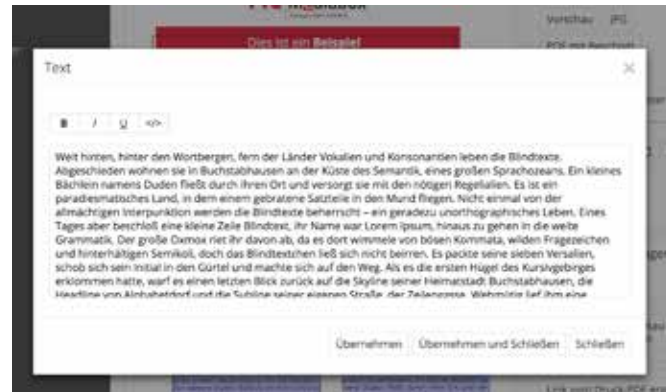 Mediabox
Vorschau JPG
Dies ist ein Beispiel
Text
B I U </>
Weit hinten, hinter den Wortbergen, fern der Länder Vokalien und Konsonantien leben die Blindtexte.
Abgeschieden wohnen sie in Buchstabhausen an der Küste des Semantik, eines großen Sprachozeans. Ein kleines
Bächlein namens Duden fließt durch ihren Ort und versorgt sie mit den nötigen Regelialien. Es ist ein
paradiesmatisches Land, in dem einem gebratene Satzteile in den Mund fliegen. Nicht einmal von der
allmächtigen Interpunktion werden die Blindtexte beherrscht – ein geradezu unorthographisches Leben. Eines
Tages aber beschloß eine kleine Zeile Blindtext, ihr Name war Lorem Ipsum, hinaus zu gehen in die weite
Grammatik. Der große Oxmox riet ihr davon ab, da es dort wimmele von bösen Kommata, wilden Fragezeichen
und hinterhältigen Semikoli, doch das Blindtextchen ließ sich nicht beirren. Es packte seine sieben Versalien,
schob sich sein Initial in den Gürtel und machte sich auf den Weg. Als es die ersten Hügel des Kursivgebirges
erklommen hatte, warf es einen letzten Blick zurück auf die Skyline seiner Heimatstadt Buchstabhausen, die
Headline von Alphabetdorf und die Subline seiner eigenen Straße, der Zeilengasse. Wehmütig lief ihm eine
Übernehmen Übernehmen und Schließen Schließen